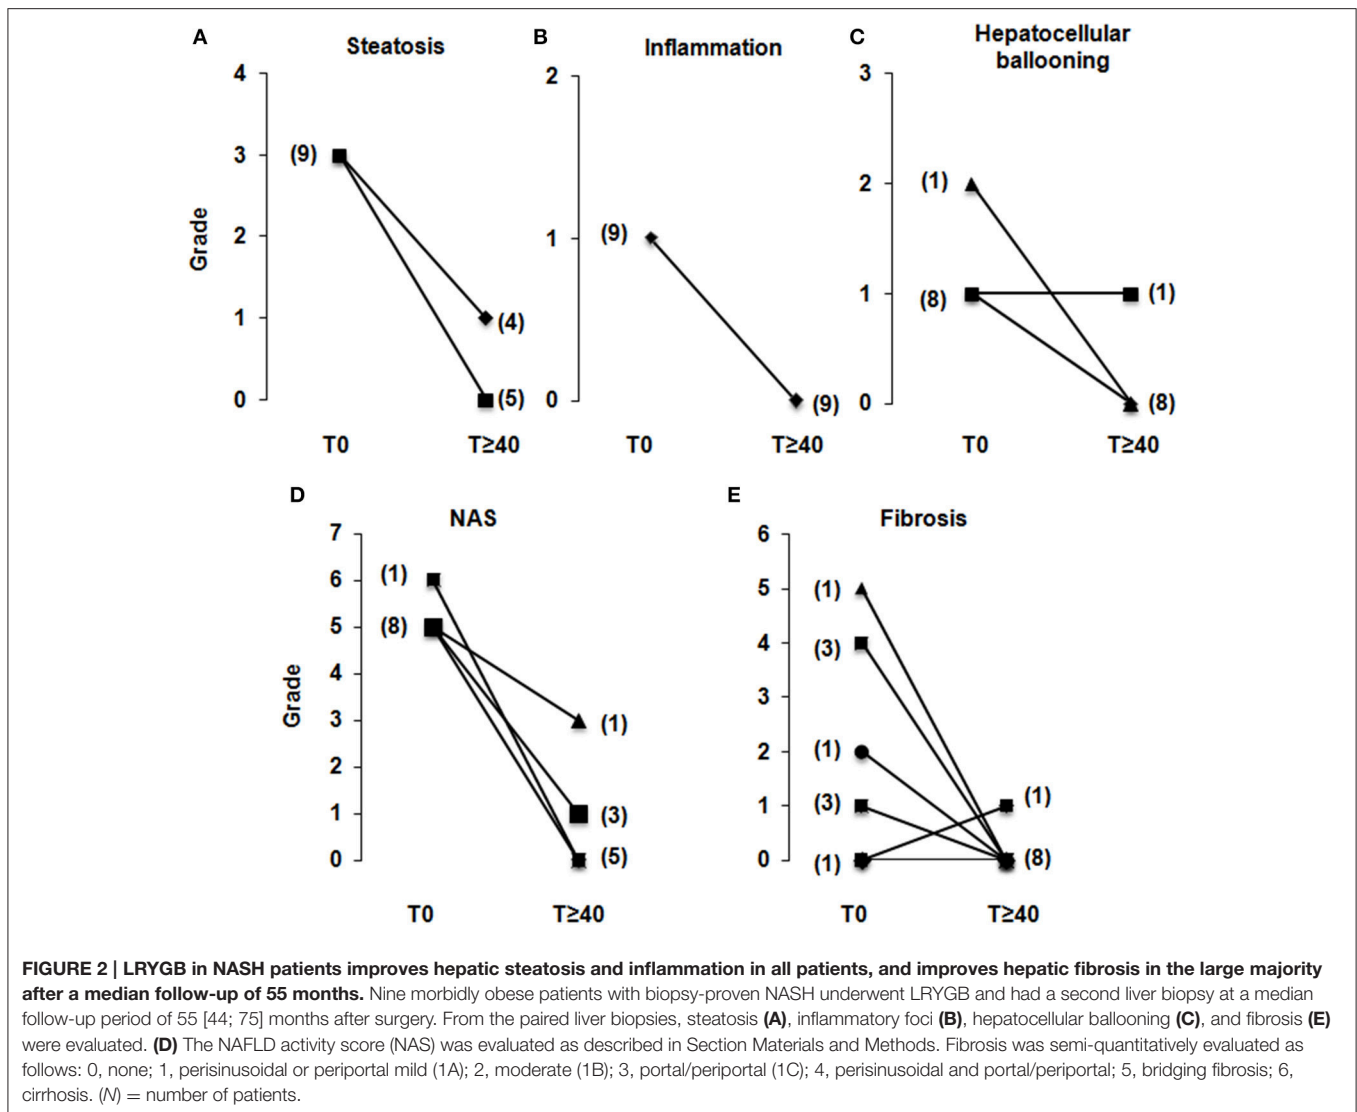 A
Steatosis
4
3
2
1
0
Grade
(9)
(4)
(5)
T0
T≥40
B
Inflammation
2
1
0
(9)
(9)
T0
T≥40
C
Hepatocellular
ballooning
3
2
1
0
(1)
(8)
(1)
(8)
T0
T≥40
D
NAS
7
6
5
4
3
2
1
0
Grade
(1)
(8)
(1)
(3)
(5)
T0
T≥40
E
Fibrosis
6
5
4
3
2
1
0
(1)
(3)
(1)
(3)
(1)
(1)
(8)
T0
T≥40
FIGURE 2 | LRYGB in NASH patients improves hepatic steatosis and inflammation in all patients, and improves hepatic fibrosis in the large majority
after a median follow-up of 55 months. Nine morbidly obese patients with biopsy-proven NASH underwent LRYGB and had a second liver biopsy at a median
follow-up period of 55 [44; 75] months after surgery. From the paired liver biopsies, steatosis (A), inflammatory foci (B), hepatocellular ballooning (C), and fibrosis (E)
were evaluated. (D) The NAFLD activity score (NAS) was evaluated as described in Section Materials and Methods. Fibrosis was semi-quantitatively evaluated as
follows: 0, none; 1, perisinusoidal or periportal mild (1A); 2, moderate (1B); 3, portal/periportal (1C); 4, perisinusoidal and portal/periportal; 5, bridging fibrosis; 6,
cirrhosis. (N) = number of patients.